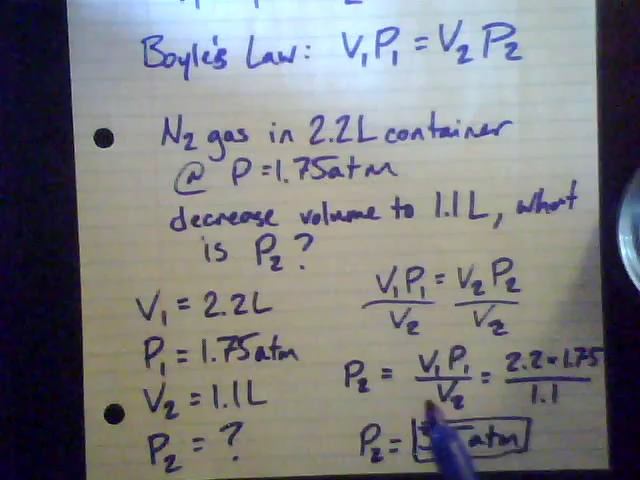 Boyle's Law: V₁P₁ = V₂P₂
N₂ gas in 2.2L container
@ P = 1.75atm
decrease volume to 1.1L, what
is P₂?
V₁ = 2.2L
P₁ = 1.75atm
V₂ = 1.1L
P₂ = ?
V₁P₁ = V₂P₂
V₂ V₂
P₂ = V₁P₁ = 2.2 × 1.75
V₂ 1.1
P₂ = atm